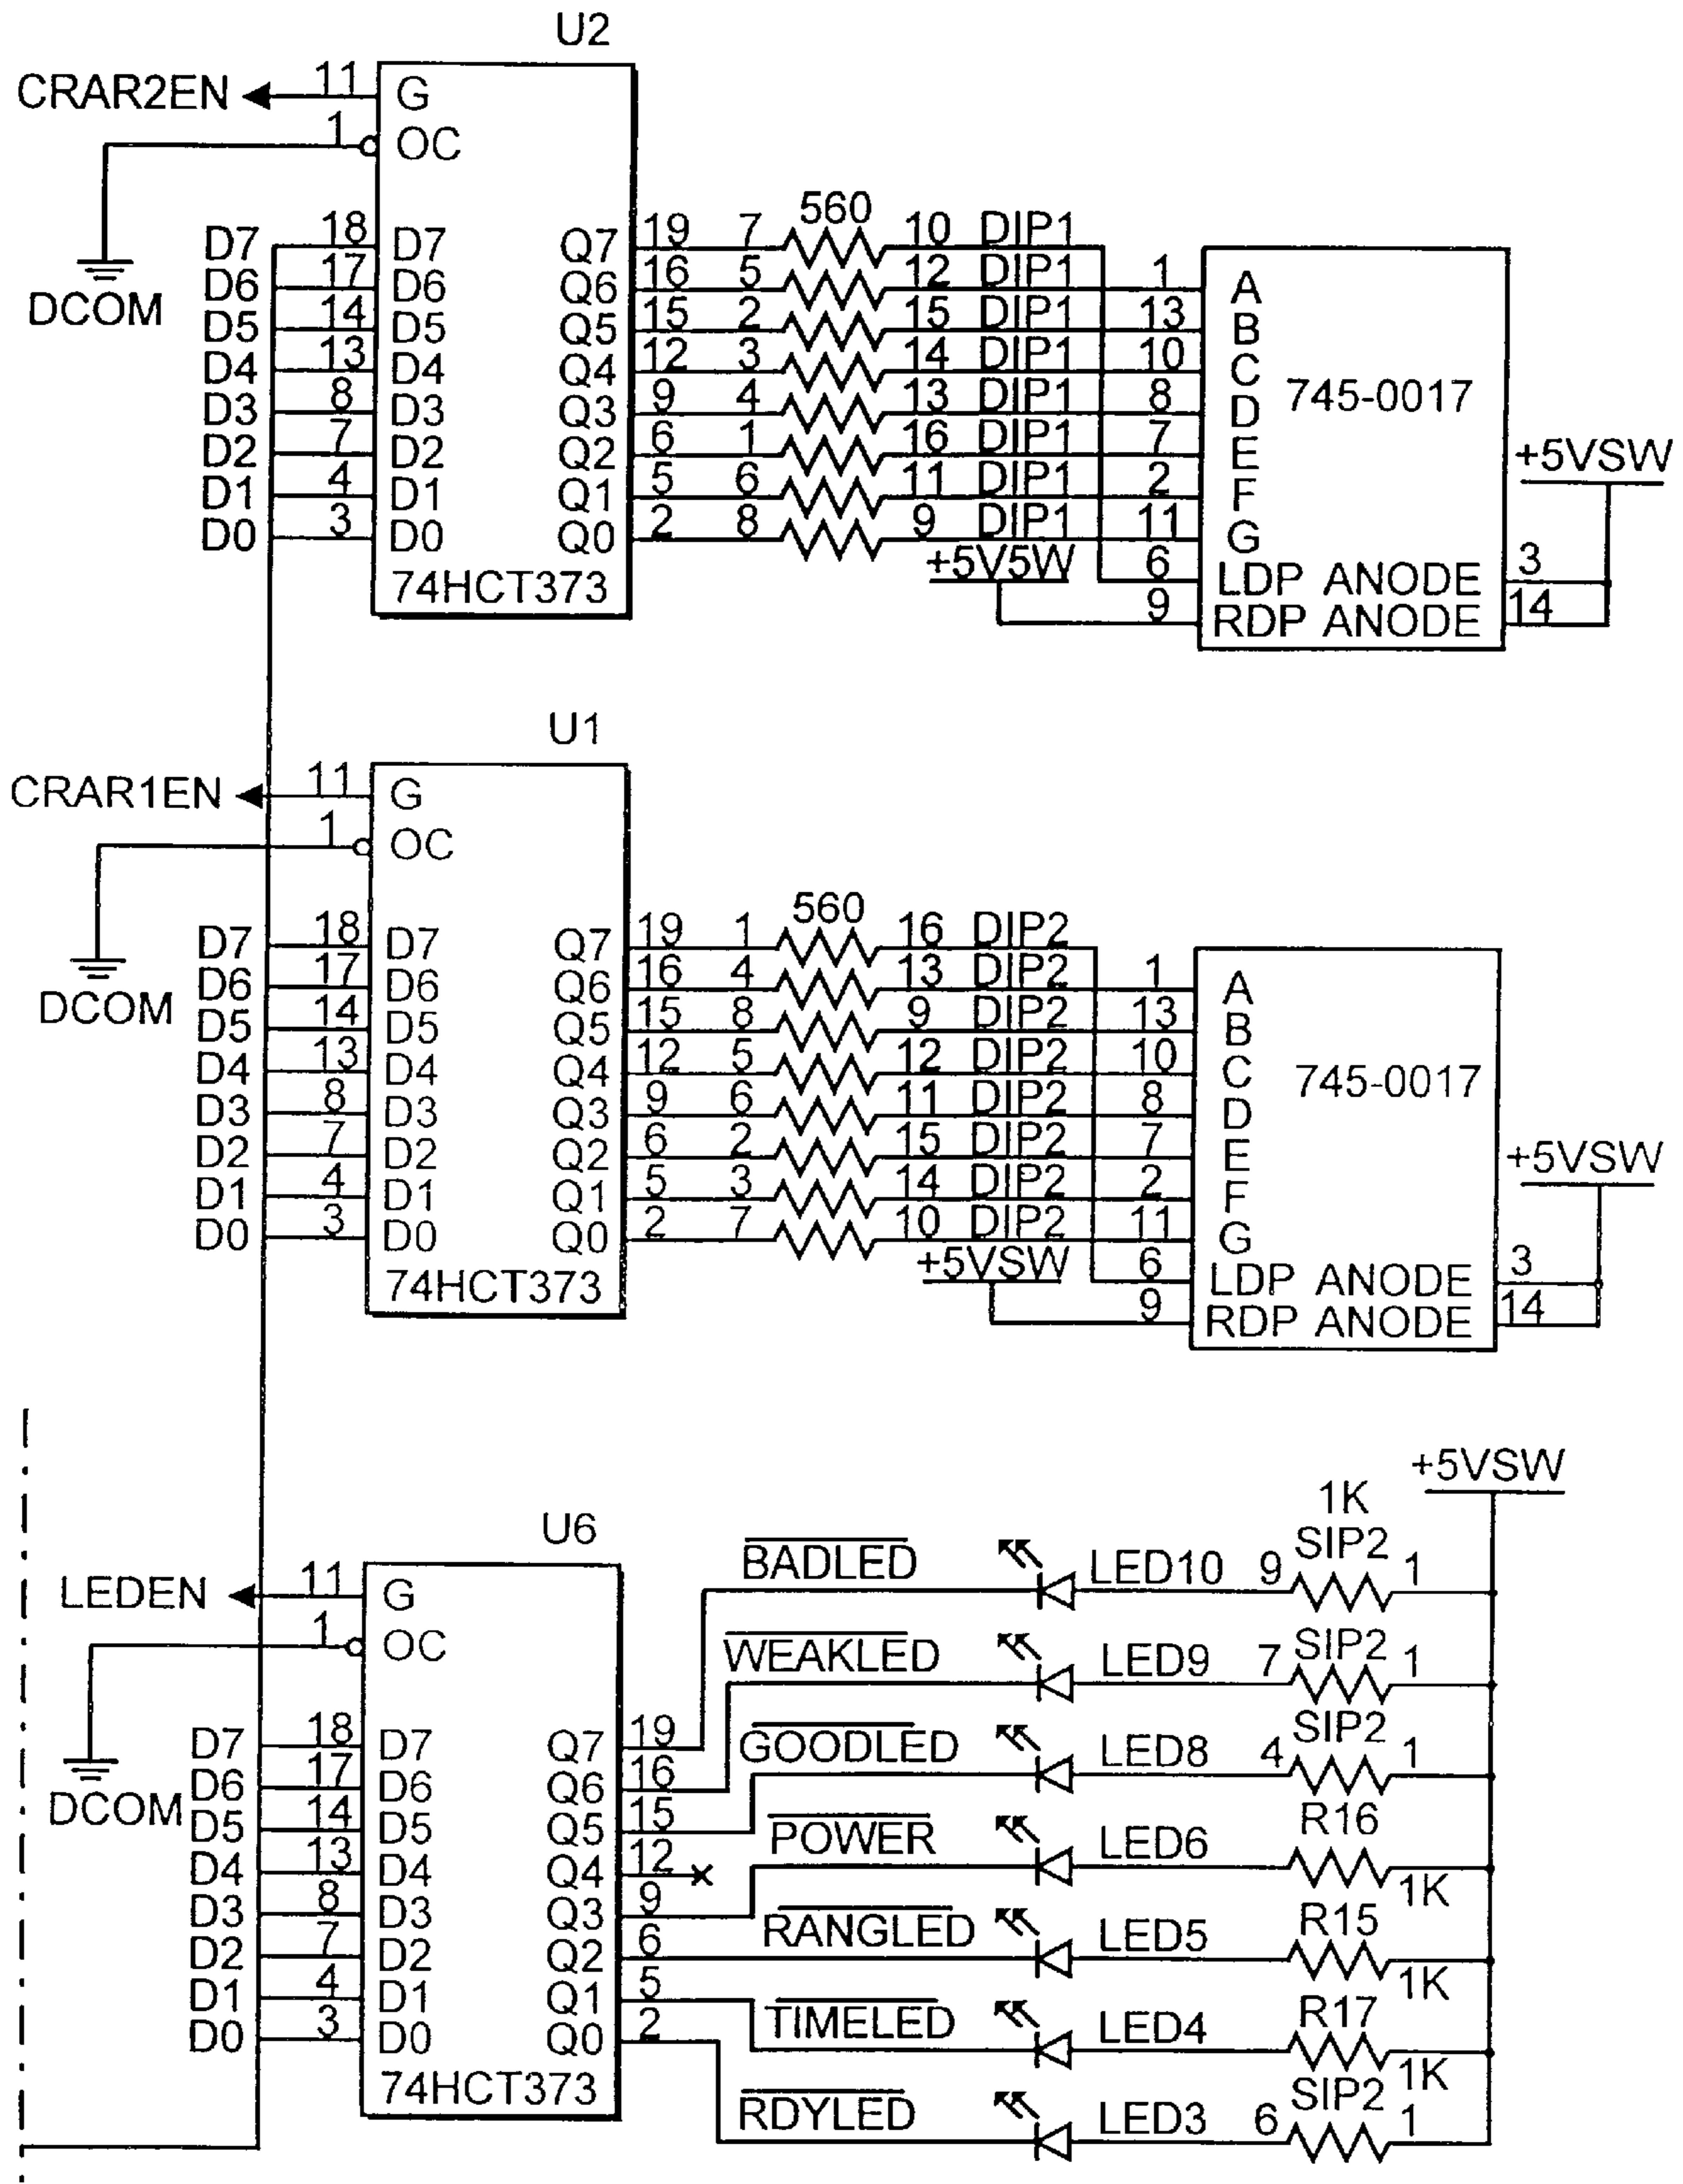 U2
CRAR2EN 11 G
1 OC
DCOM
D7 18 D7 Q7 19 7 560 10 DIP1
D6 17 D6 Q6 16 5 12 DIP1 1 A
D5 14 D5 Q5 15 2 15 DIP1 13 B
D4 13 D4 Q4 12 3 14 DIP1 10 C
745-0017
D3 8 D3 Q3 9 4 13 DIP1 8 D
D2 7 D2 Q2 6 1 16 DIP1 7 E
+5VSW
D1 4 D1 Q1 5 6 11 DIP1 2 F
D0 3 D0 Q0 2 8 9 DIP1 11 G
74HCT373 +5V5W 6 LDP ANODE 3
9 RDP ANODE 14
U1
CRAR1EN 11 G
1 OC
DCOM
D7 18 D7 Q7 19 1 560 16 DIP2
D6 17 D6 Q6 16 4 13 DIP2 1 A
D5 14 D5 Q5 15 8 9 DIP2 13 B
D4 13 D4 Q4 12 5 12 DIP2 10 C
745-0017
D3 8 D3 Q3 9 6 11 DIP2 8 D
D2 7 D2 Q2 6 2 15 DIP2 7 E
+5VSW
D1 4 D1 Q1 5 3 14 DIP2 2 F
D0 3 D0 Q0 2 7 10 DIP2 11 G
74HCT373 +5VSW 6 LDP ANODE 3
9 RDP ANODE 14
+5VSW
1K
U6
BADLED LED10 9 SIP2 1
LEDEN 11 G
1 OC
WEAKLED LED9 7 SIP2 1
DCOM
D7 18 D7 Q7 19 GOODLED LED8 4 SIP2 1
D6 17 D6 Q6 16
D5 14 D5 Q5 15 POWER LED6 R16 1K
D4 13 D4 Q4 12
D3 8 D3 Q3 9 RANGLED LED5 R15 1K
D2 7 D2 Q2 6
D1 4 D1 Q1 5 TIMELED LED4 R17 1K
D0 3 D0 Q0 2
74HCT373
RDYLED LED3 6 SIP2 1